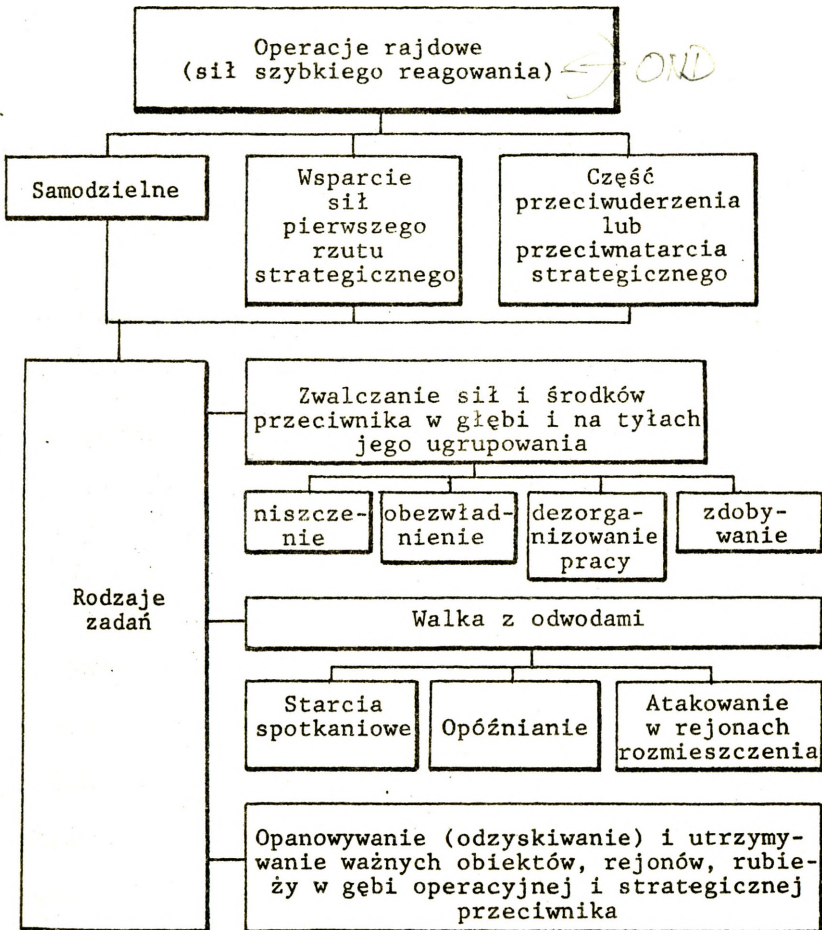 Operacje rajdowe
(sił szybkiego reagowania)
OND
Samodzielne
Wsparcie
sił
pierwszego
rzutu
strategicznego
Część
przeciwuderzenia
lub
przeciwnatarcia
strategicznego
Rodzaje
zadań
Zwalczanie sił i środków
przeciwnika w głębi i na tyłach
jego ugrupowania
niszcze-
nie
obezwład-
nienie
dezorga-
nizowanie
pracy
zdoby-
wanie
Walka z odwodami
Starcia
spotkaniowe
Opóźnianie
Atakowanie
w rejonach
rozmieszczenia
Opanowywanie (odzyskiwanie) i utrzymy-
wanie ważnych obiektów, rejonów, rubie-
ży w gębi operacyjnej i strategicznej
przeciwnika